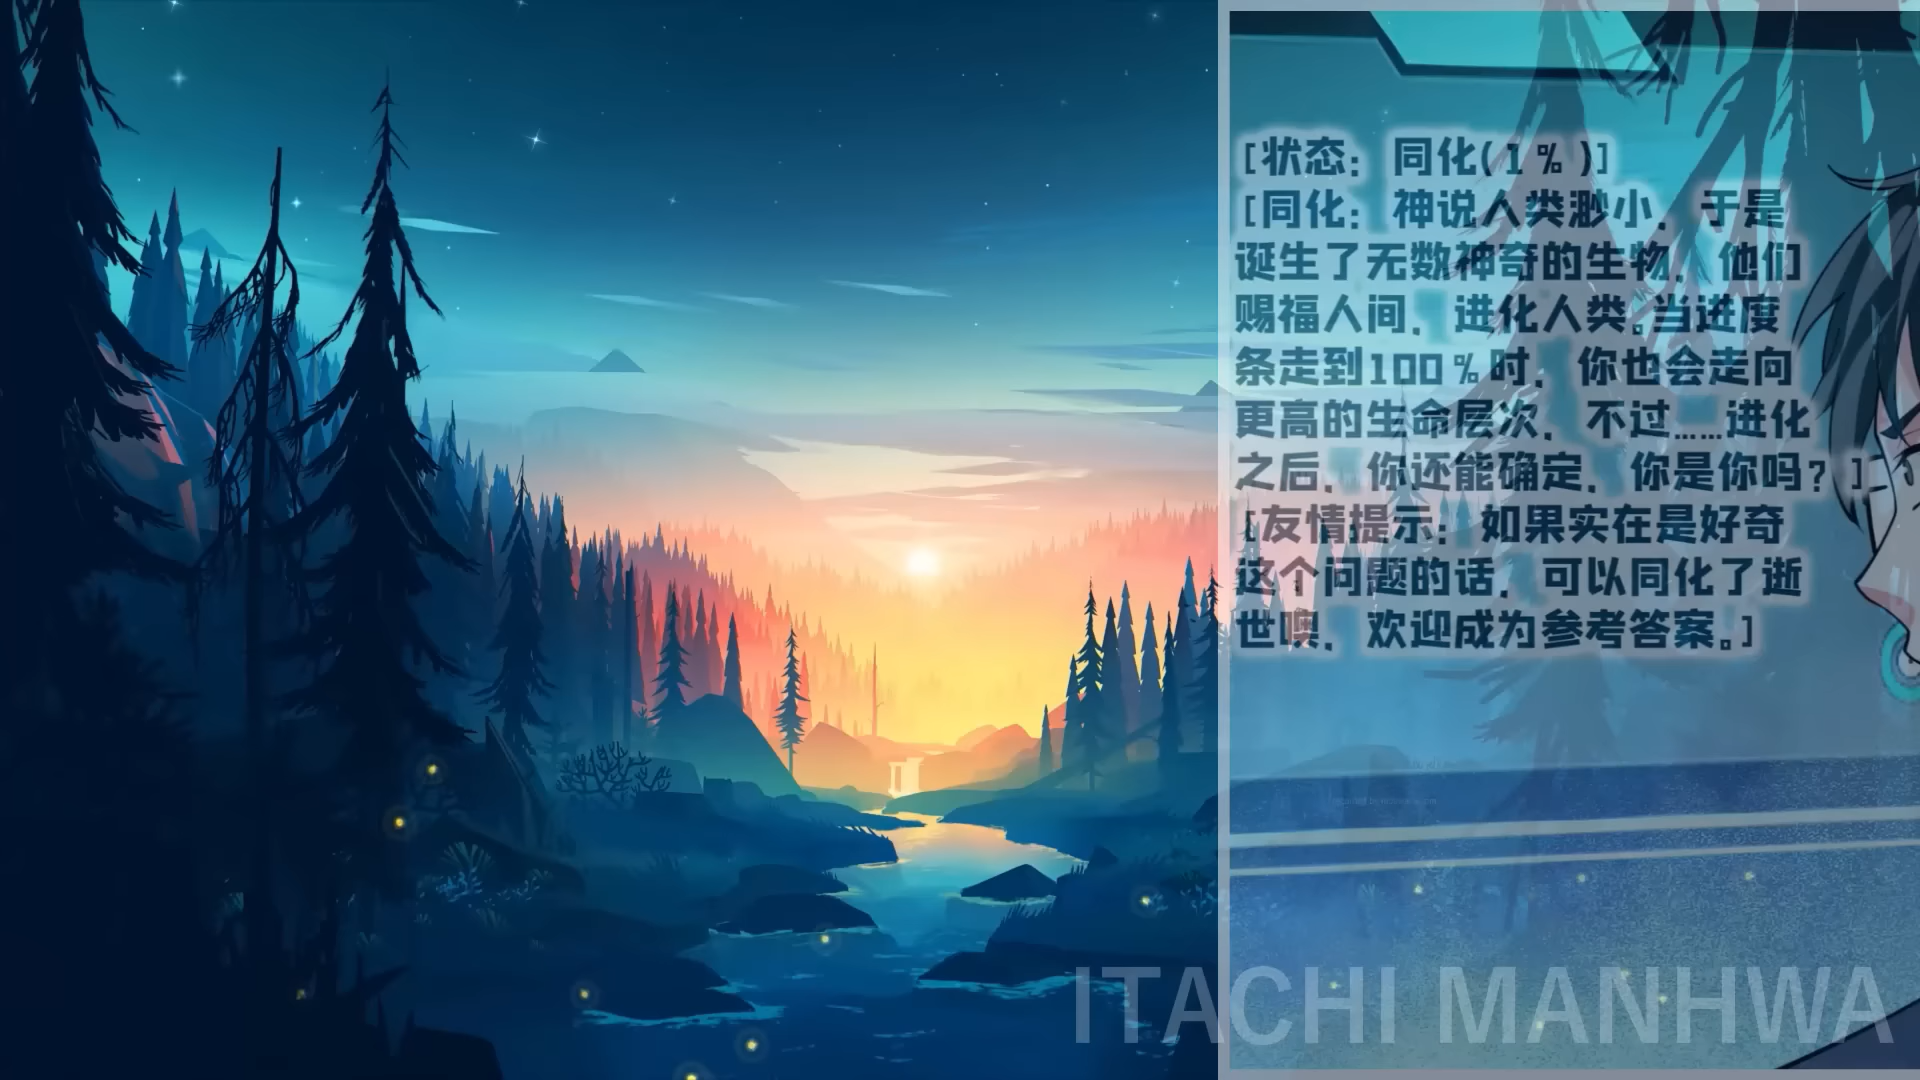 [状态：同化(1%)]
[同化：神说人类渺小，于是
诞生了无数神奇的生物，他们
赐福人间，进化人类。当进度
条走到100%时，你也会走向
更高的生命层次，不过……进化
之后，你还能确定，你是你吗？]
[友情提示：如果实在是好奇
这个问题的话，可以同化了逝
世噢，欢迎成为参考答案。]
ITACHI MANHWA